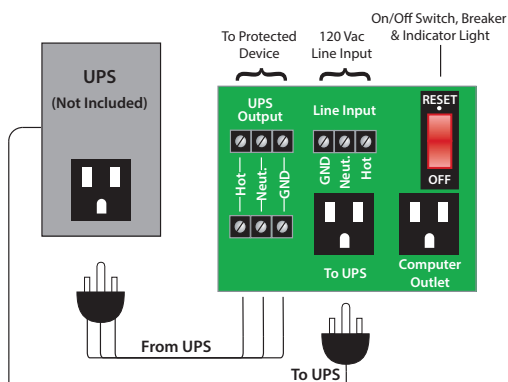 On/Off Switch, Breaker
& Indicator Light
To Protected
Device
120 Vac
Line Input
UPS
(Not Included)
UPS
Output
Line Input
RESET
OFF
Hot
Neut.
GND
GND
Neut.
Hot
To UPS
Computer
Outlet
From UPS
To UPS